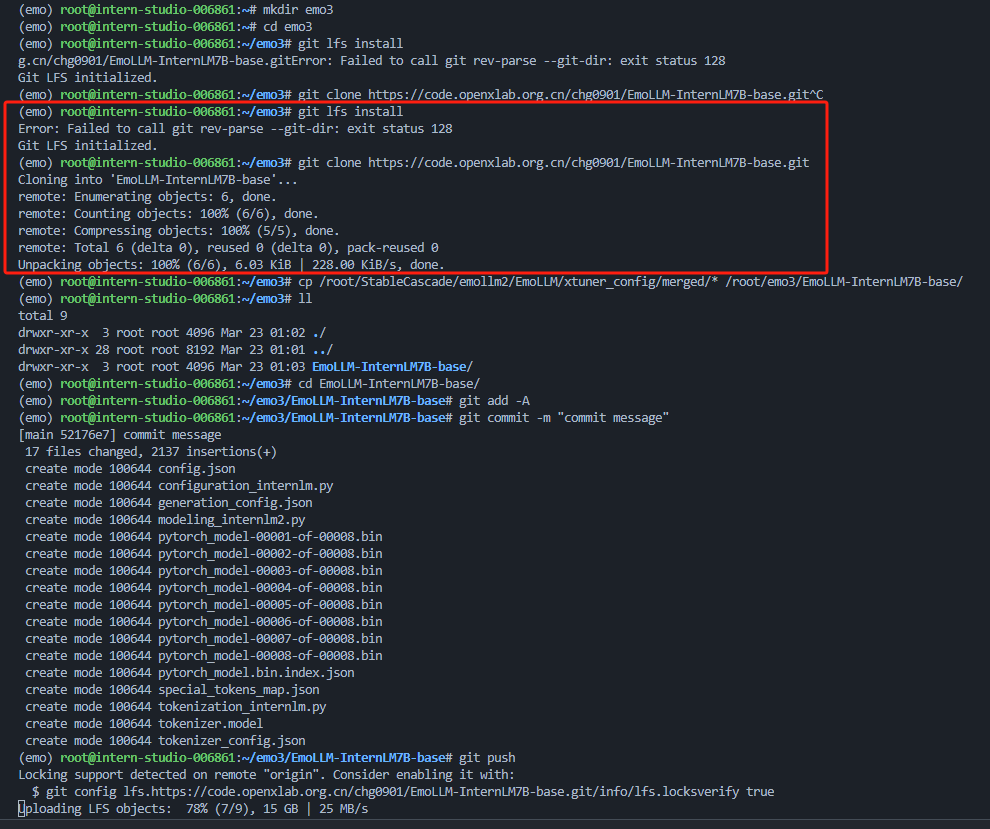 (emo) root@intern-studio-006861:~# mkdir emo3
(emo) root@intern-studio-006861:~# cd emo3
(emo) root@intern-studio-006861:~/emo3# git lfs install
g.cn/chg0901/EmoLLM-InternLM7B-base.gitError: Failed to call git rev-parse --git-dir: exit status 128
Git LFS initialized.
(emo) root@intern-studio-006861:~/emo3# git clone https://code.openxlab.org.cn/chg0901/EmoLLM-InternLM7B-base.git^C
(emo) root@intern-studio-006861:~/emo3# git lfs install
Error: Failed to call git rev-parse --git-dir: exit status 128
Git LFS initialized.
(emo) root@intern-studio-006861:~/emo3# git clone https://code.openxlab.org.cn/chg0901/EmoLLM-InternLM7B-base.git
Cloning into 'EmoLLM-InternLM7B-base'...
remote: Enumerating objects: 6, done.
remote: Counting objects: 100% (6/6), done.
remote: Compressing objects: 100% (5/5), done.
remote: Total 6 (delta 0), reused 0 (delta 0), pack-reused 0
Unpacking objects: 100% (6/6), 6.03 KiB | 228.00 KiB/s, done.
(emo) root@intern-studio-006861:~/emo3# cp /root/StableCascade/emollm2/EmoLLM/xtuner_config/merged/* /root/emo3/EmoLLM-InternLM7B-base/
(emo) root@intern-studio-006861:~/emo3# ll
total 9
drwxr-xr-x  3 root root 4096 Mar 23 01:02 ./
drwxr-xr-x 28 root root 8192 Mar 23 01:01 ../
drwxr-xr-x  3 root root 4096 Mar 23 01:03 EmoLLM-InternLM7B-base/
(emo) root@intern-studio-006861:~/emo3# cd EmoLLM-InternLM7B-base/
(emo) root@intern-studio-006861:~/emo3/EmoLLM-InternLM7B-base# git add -A
(emo) root@intern-studio-006861:~/emo3/EmoLLM-InternLM7B-base# git commit -m "commit message"
[main 52176e7] commit message
 17 files changed, 2137 insertions(+)
 create mode 100644 config.json
 create mode 100644 configuration_internlm.py
 create mode 100644 generation_config.json
 create mode 100644 modeling_internlm2.py
 create mode 100644 pytorch_model-00001-of-00008.bin
 create mode 100644 pytorch_model-00002-of-00008.bin
 create mode 100644 pytorch_model-00003-of-00008.bin
 create mode 100644 pytorch_model-00004-of-00008.bin
 create mode 100644 pytorch_model-00005-of-00008.bin
 create mode 100644 pytorch_model-00006-of-00008.bin
 create mode 100644 pytorch_model-00007-of-00008.bin
 create mode 100644 pytorch_model-00008-of-00008.bin
 create mode 100644 pytorch_model.bin.index.json
 create mode 100644 special_tokens_map.json
 create mode 100644 tokenization_internlm.py
 create mode 100644 tokenizer.model
 create mode 100644 tokenizer_config.json
(emo) root@intern-studio-006861:~/emo3/EmoLLM-InternLM7B-base# git push
Locking support detected on remote "origin". Consider enabling it with:
  $ git config lfs.https://code.openxlab.org.cn/chg0901/EmoLLM-InternLM7B-base.git/info/lfs.locksverify true
Uploading LFS objects:  78% (7/9), 15 GB | 25 MB/s